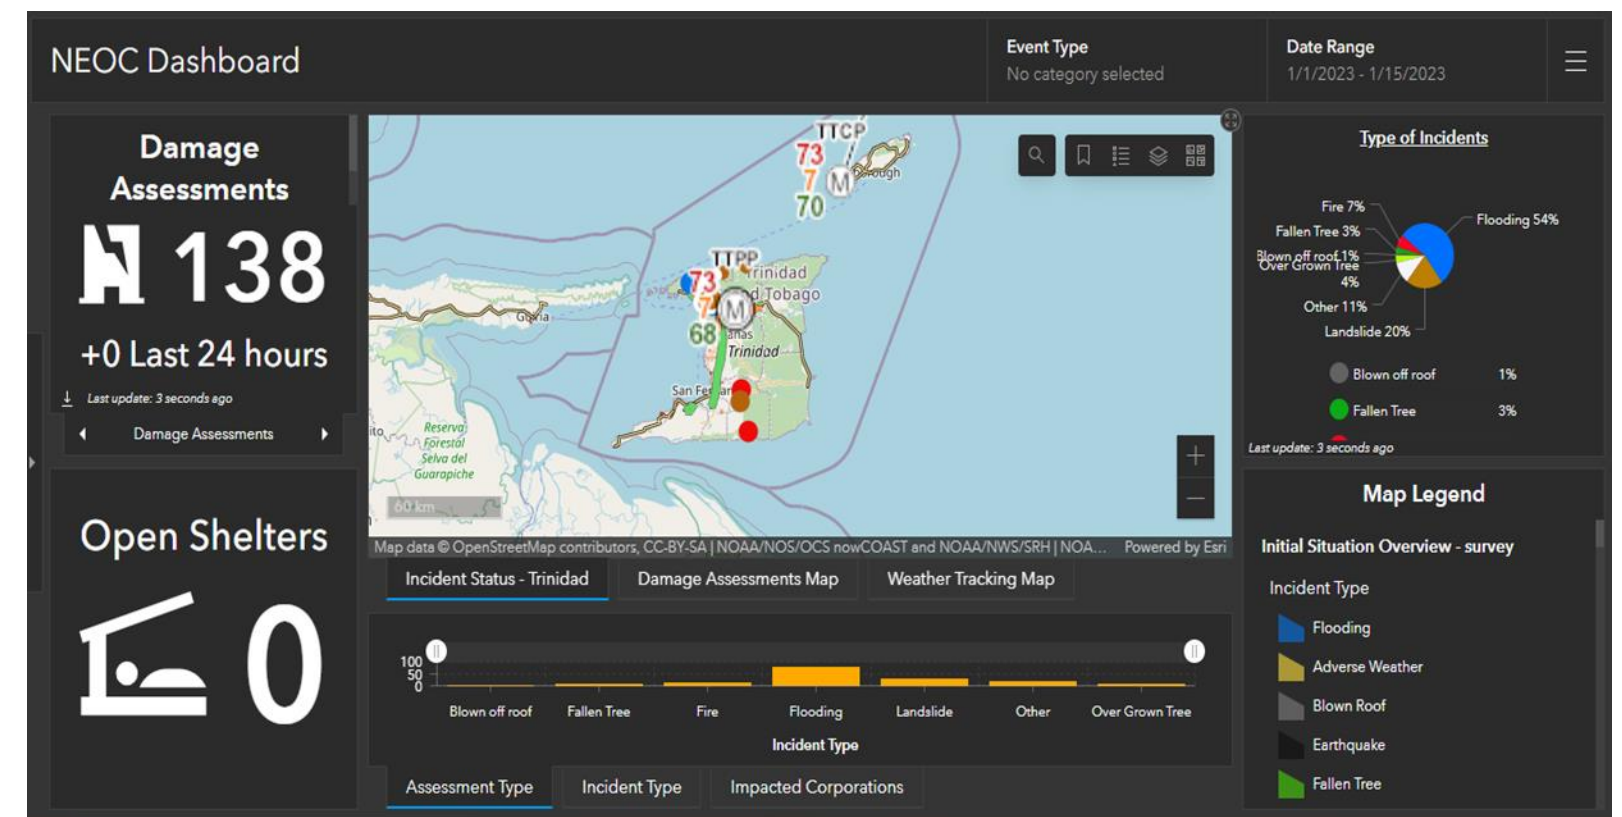 NEOC Dashboard
Event Type
No category selected
Date Range
1/1/2023 - 1/15/2023
Damage
Assessments
138
+0 Last 24 hours
Last update: 3 seconds ago
Damage Assessments
Open Shelters
0
TTCP
73
7
70
M
TTPP
73
7
68
M
Trinidad
d Tobago
anas
Trinidad
San Fer
Reserva
Forestal
Selva del
Guarapiche
60 km
Map data © OpenStreetMap contributors, CC-BY-SA | NOAA/NOS/OCS nowCOAST and NOAA/NWS/SRH | NOA...
Powered by Esri
Incident Status - Trinidad
Damage Assessments Map
Weather Tracking Map
100
50
0
Blown off roof
Fallen Tree
Fire
Flooding
Landslide
Other
Over Grown Tree
Incident Type
Assessment Type
Incident Type
Impacted Corporations
Type of Incidents
Fire 7%
Fallen Tree 3%
Blown off roof 1%
Over Grown Tree
4%
Other 11%
Landslide 20%
Flooding 54%
Blown off roof 1%
Fallen Tree 3%
Last update: 3 seconds ago
Map Legend
Initial Situation Overview - survey
Incident Type
Flooding
Adverse Weather
Blown Roof
Earthquake
Fallen Tree